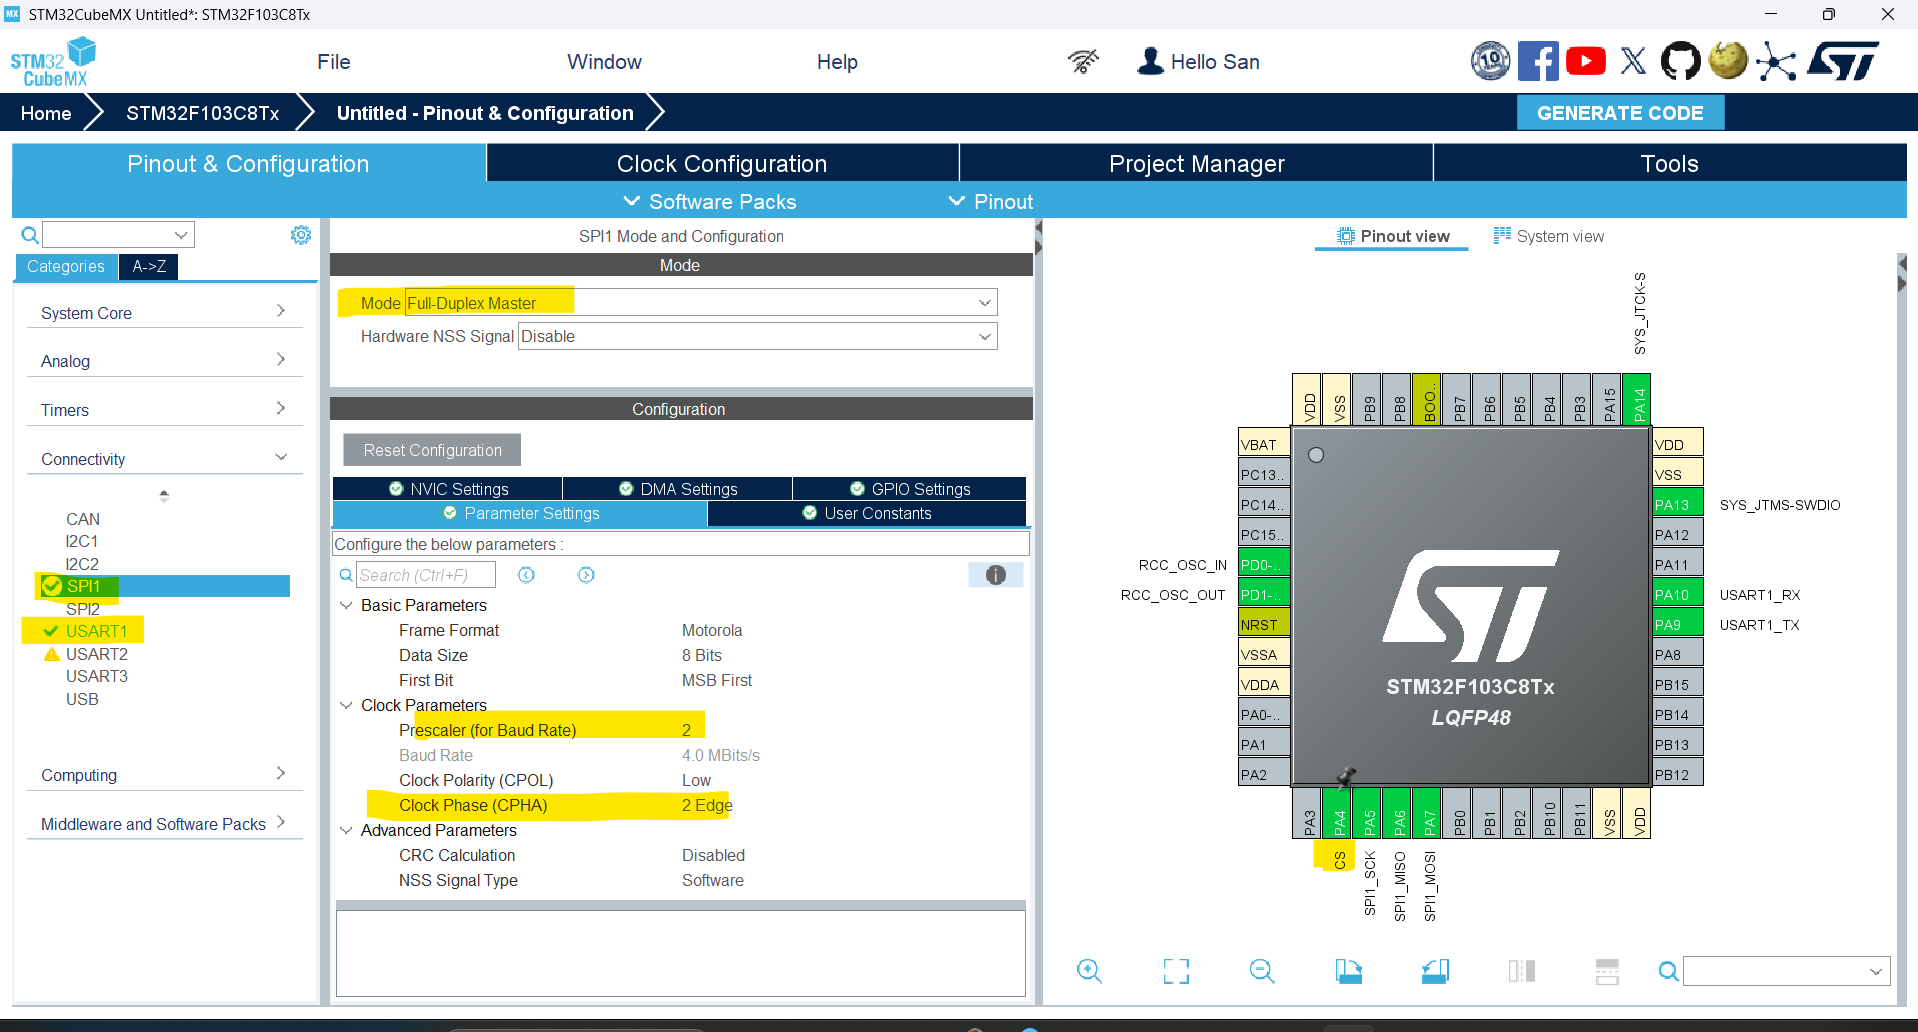 MX STM32CubeMX Untitled*: STM32F103C8Tx
STM32
CubeMX
File
Window
Help
Hello San
10
ST
Home
STM32F103C8Tx
Untitled - Pinout & Configuration
GENERATE CODE
Pinout & Configuration
Clock Configuration
Project Manager
Tools
Software Packs
Pinout
Categories
A->Z
System Core
Analog
Timers
Connectivity
CAN
I2C1
I2C2
SPI1
SPI2
USART1
USART2
USART3
USB
Computing
Middleware and Software Packs
SPI1 Mode and Configuration
Mode
Mode Full-Duplex Master
Hardware NSS Signal Disable
Configuration
Reset Configuration
NVIC Settings
DMA Settings
GPIO Settings
Parameter Settings
User Constants
Configure the below parameters :
Search (Ctrl+F)
i
Basic Parameters
Frame Format Motorola
Data Size 8 Bits
First Bit MSB First
Clock Parameters
Prescaler (for Baud Rate) 2
Baud Rate 4.0 MBits/s
Clock Polarity (CPOL) Low
Clock Phase (CPHA) 2 Edge
Advanced Parameters
CRC Calculation Disabled
NSS Signal Type Software
Pinout view
System view
SYS_JTCK-S
VDD
VSS
PB9
PB8
BOO..
PB7
PB6
PB5
PB4
PB3
PA15
PA14
VBAT
PC13..
PC14..
PC15..
RCC_OSC_IN PD0-..
RCC_OSC_OUT PD1-..
NRST
VSSA
VDDA
PA0-..
PA1
PA2
ST
STM32F103C8Tx
LQFP48
VDD
VSS
PA13 SYS_JTMS-SWDIO
PA12
PA11
PA10 USART1_RX
PA9 USART1_TX
PA8
PB15
PB14
PB13
PB12
PA3
PA4
PA5
PA6
PA7
PB0
PB1
PB2
PB10
PB11
VSS
VDD
CS
SPI1_SCK
SPI1_MISO
SPI1_MOSI